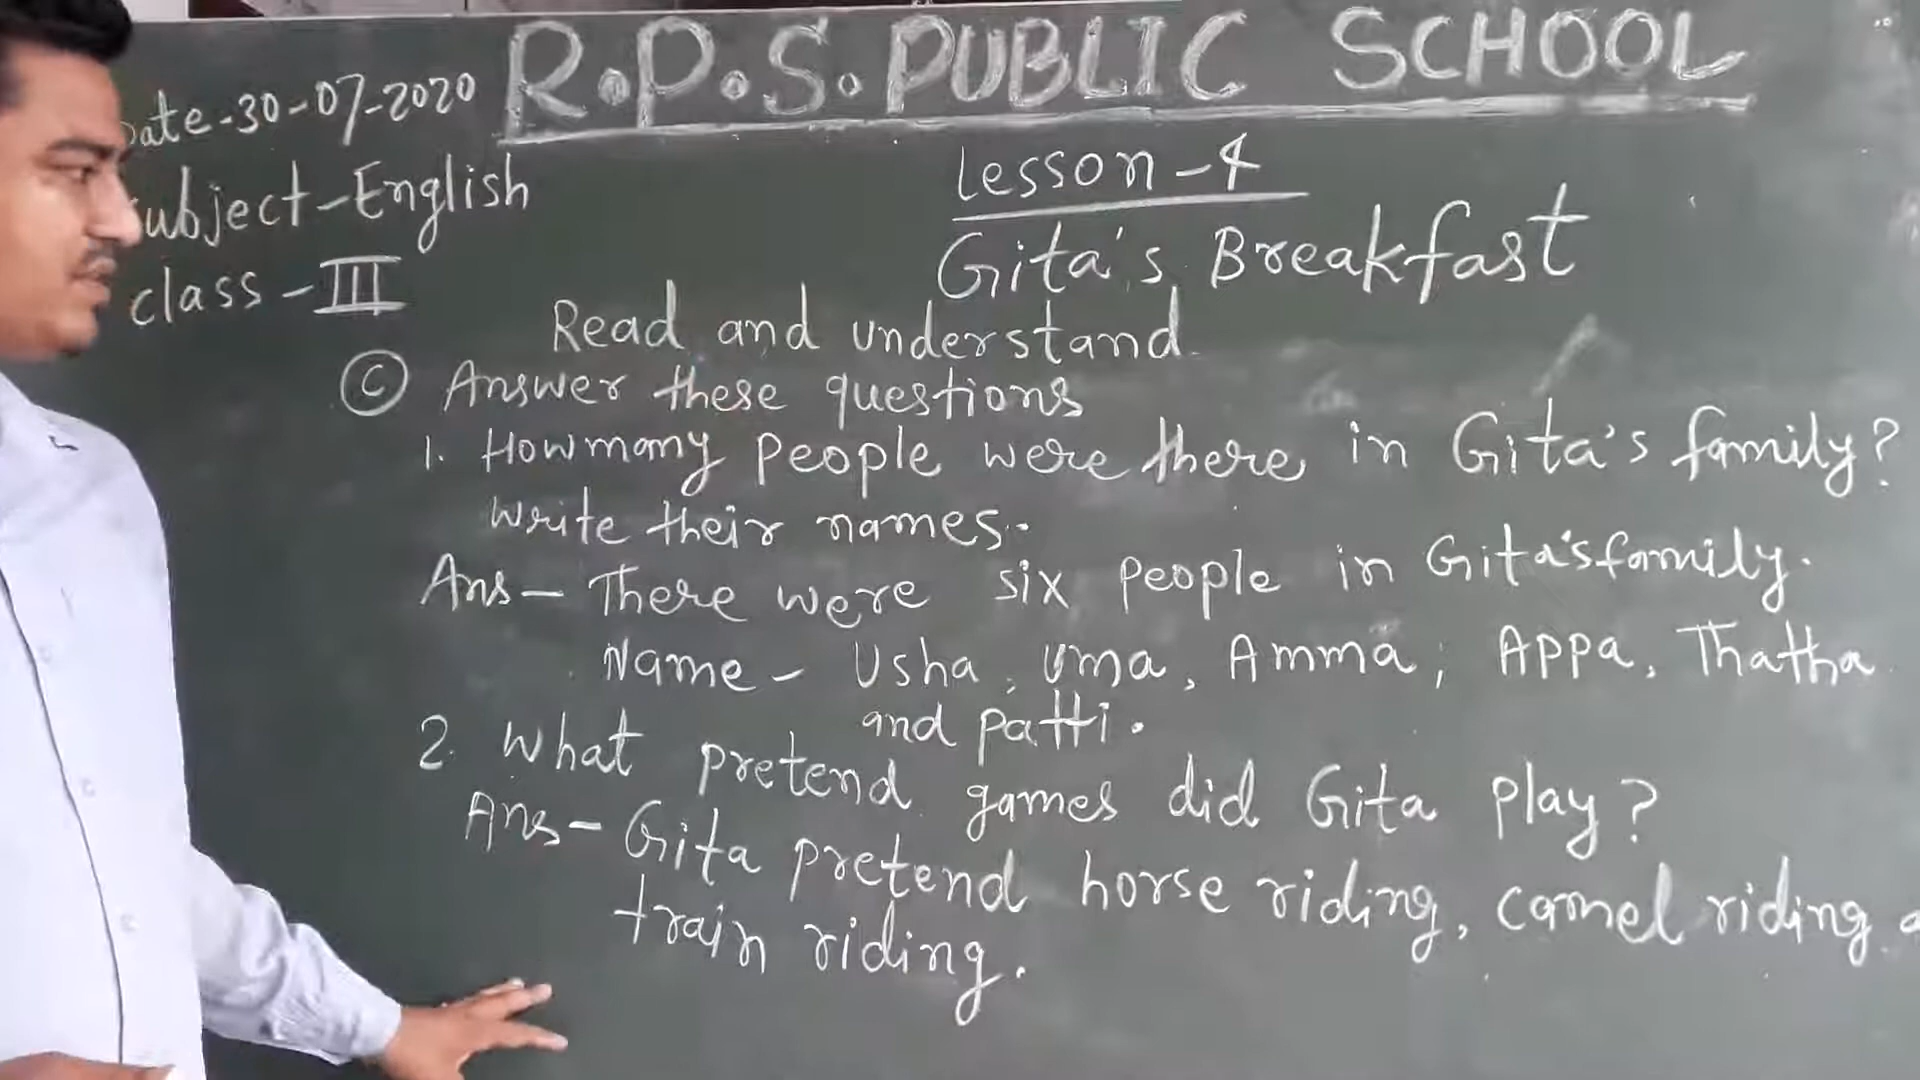 R.P.S. PUBLIC SCHOOL
Date-30-07-2020
Subject-English
class-III
Lesson-4
Gita's Breakfast
Read and understand
C Answer these questions
1. How many people were there in Gita's family?
Write their names.
Ans- There were six people in Gita's family.
Name- Usha, Uma, Amma, Appa, Thatha
and patti.
2. What pretend games did Gita play?
Ans- Gita pretend horse riding, camel riding
train riding.